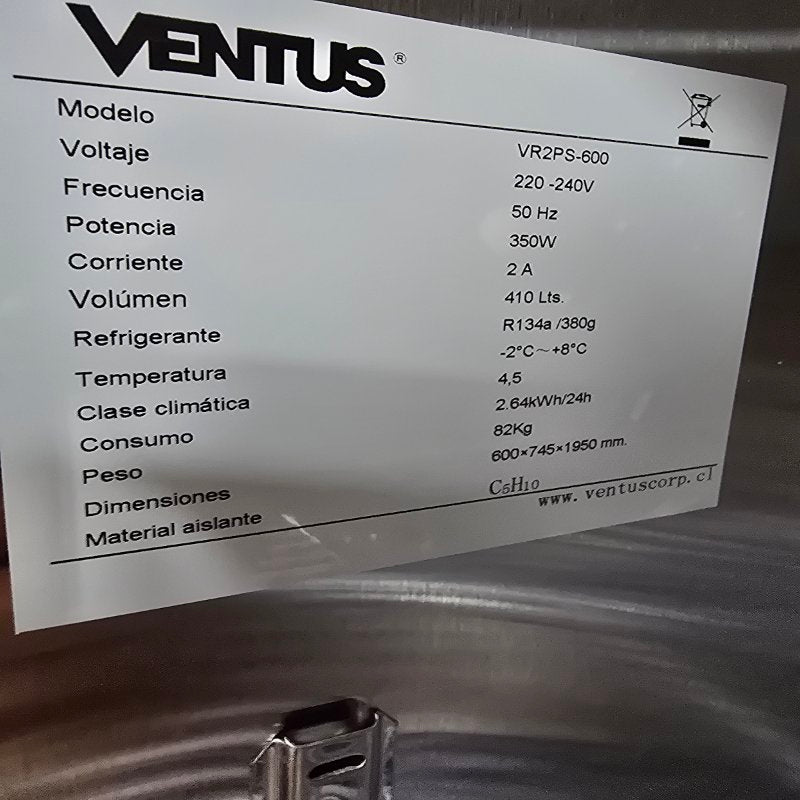 VENTUS®
Modelo VR2PS-600
Voltaje 220 -240V
Frecuencia 50 Hz
Potencia 350W
Corriente 2 A
Volúmen 410 Lts.
Refrigerante R134a /380g
Temperatura -2°C～+8°C
Clase climática 4,5
Consumo 2.64kWh/24h
Peso 82Kg
Dimensiones 600×745×1950 mm.
Material aislante C₅H₁₀
www. ventuscorp. cl